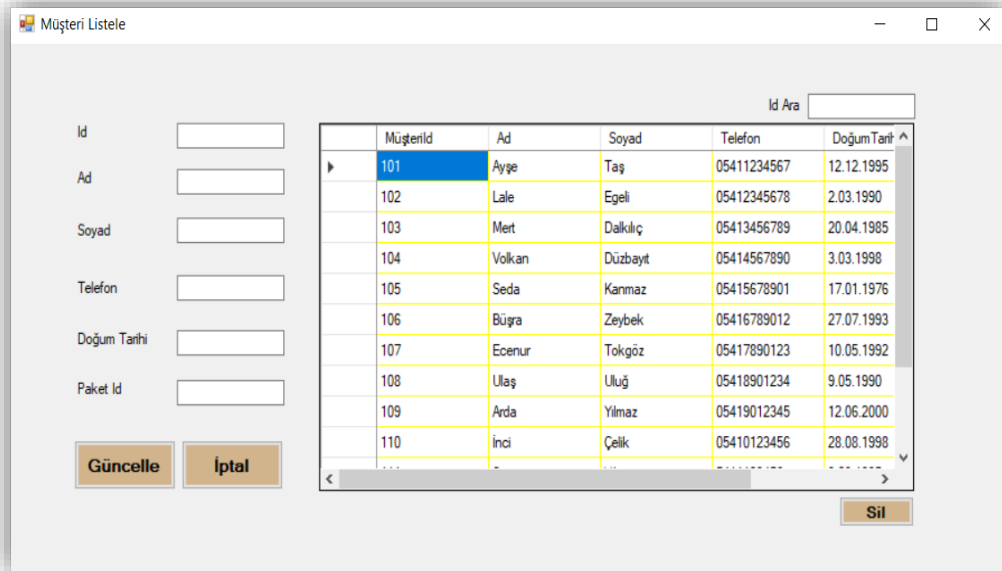 Müşteri Listele
Id Ara
Id
Ad
Soyad
Telefon
Doğum Tarihi
Paket Id
Güncelle İptal
MüşteriId Ad Soyad Telefon DoğumTarih
101 Ayşe Taş 05411234567 12.12.1995
102 Lale Egeli 05412345678 2.03.1990
103 Mert Dalkılıç 05413456789 20.04.1985
104 Volkan Düzbayıt 05414567890 3.03.1998
105 Seda Kanmaz 05415678901 17.01.1976
106 Büşra Zeybek 05416789012 27.07.1993
107 Ecenur Tokgöz 05417890123 10.05.1992
108 Ulaş Uluğ 05418901234 9.05.1990
109 Arda Yılmaz 05419012345 12.06.2000
110 İnci Çelik 05410123456 28.08.1998
Sil